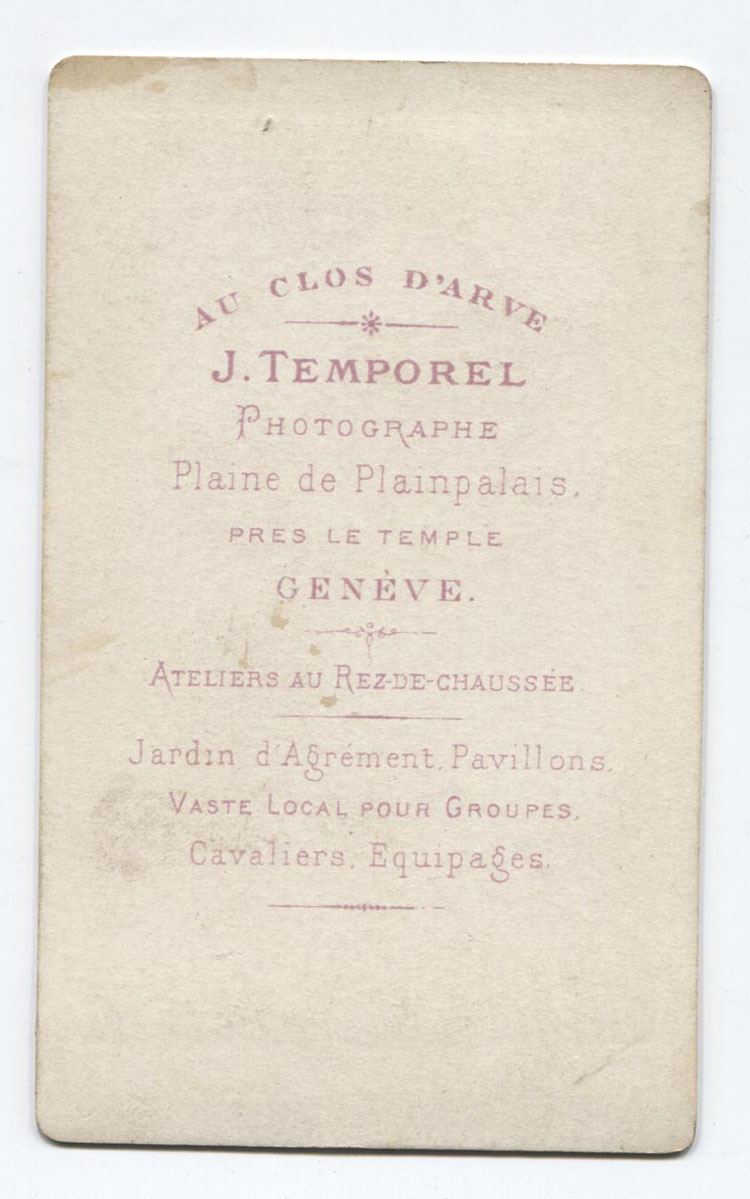 AU CLOS D'ARVE
J. TEMPOREL
PHOTOGRAPHE
Plaine de Plainpalais,
PRES LE TEMPLE
GENÈVE.
ATELIERS AU REZ-DE-CHAUSSÉE
Jardin d'Agrément, Pavillons,
VASTE LOCAL POUR GROUPES,
Cavaliers, Equipages.